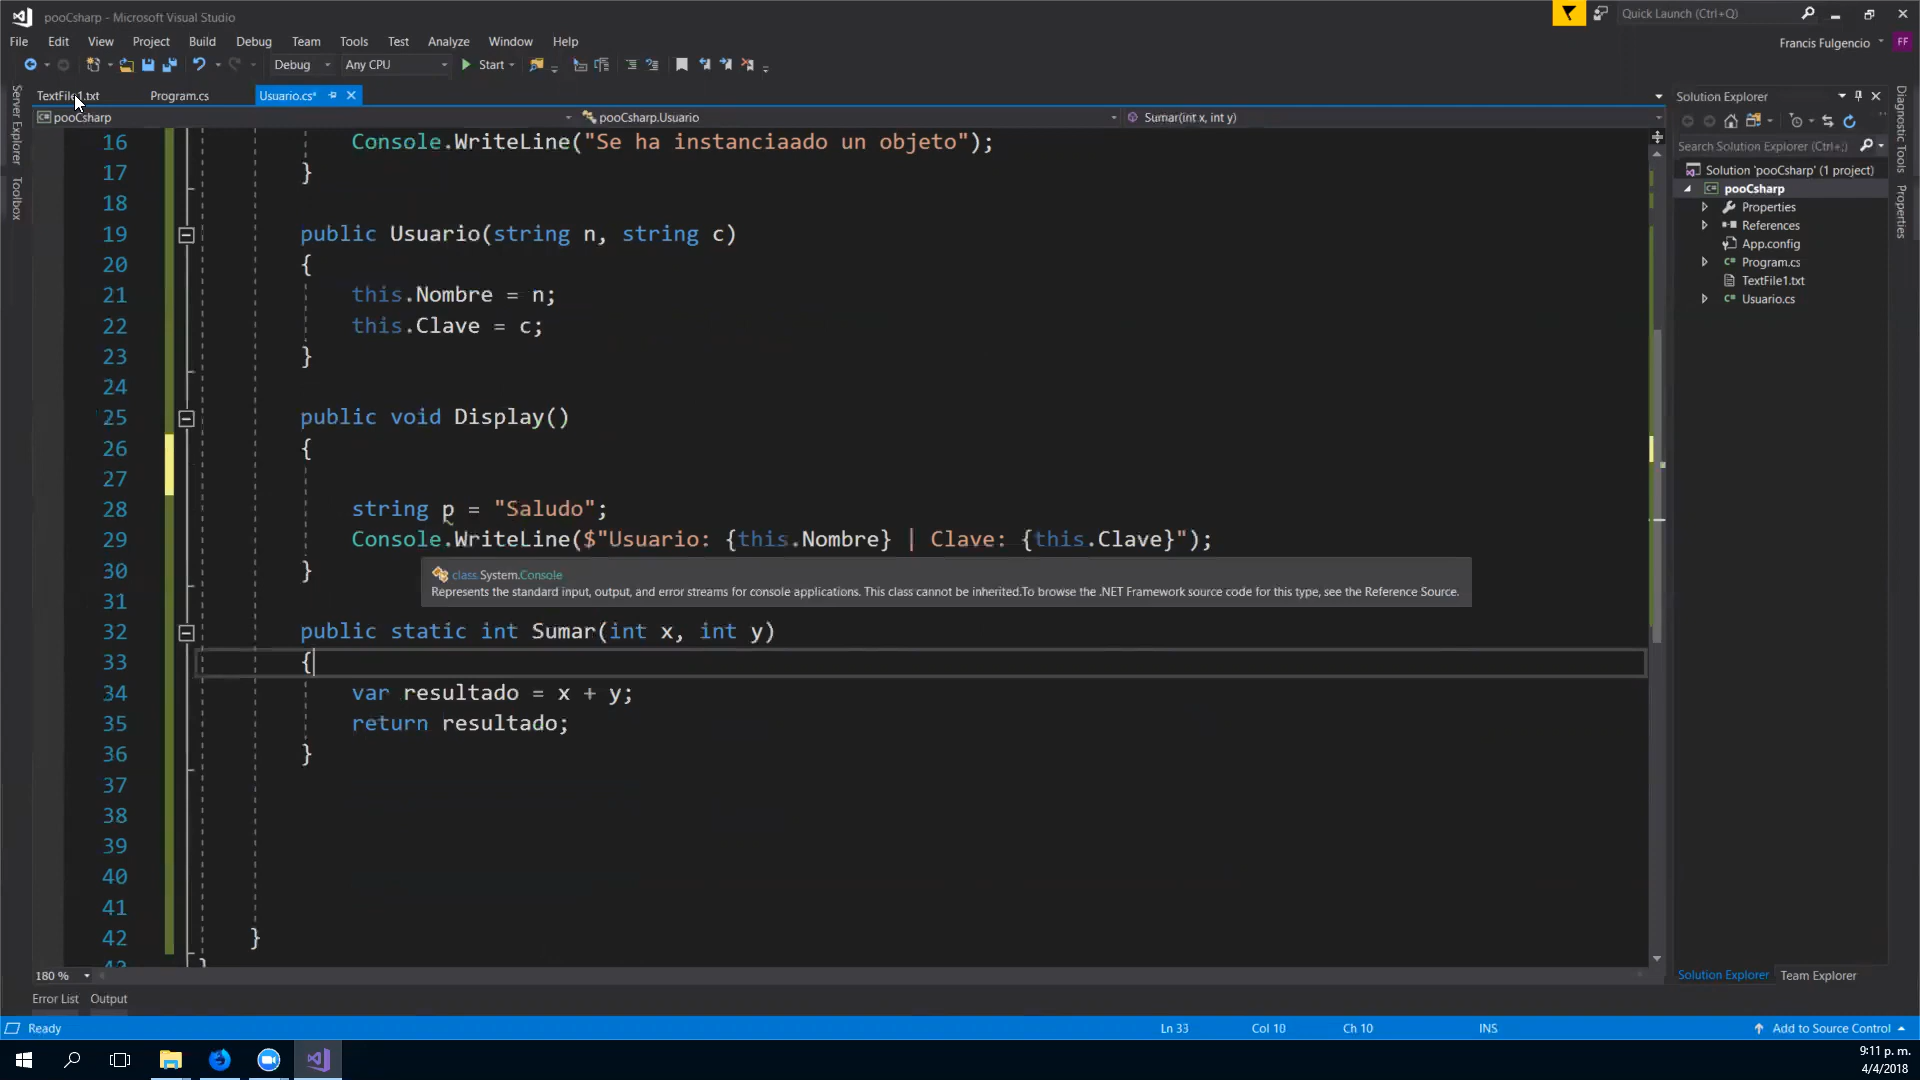 pooCsharp - Microsoft Visual Studio
Quick Launch (Ctrl+Q)
File Edit View Project Build Debug Team Tools Test Analyze Window Help
Francis Fulgencio FF
Debug Any CPU Start
TextFile1.txt Program.cs Usuario.cs*
Solution Explorer
pooCsharp pooCsharp.Usuario Sumar(int x, int y)
Server Explorer
Toolbox
Diagnostic Tools
Properties
Search Solution Explorer (Ctrl+;)
Solution 'pooCsharp' (1 project)
pooCsharp
Properties
References
App.config
Program.cs
TextFile1.txt
Usuario.cs
16 Console.WriteLine("Se ha instanciaado un objeto");
17 }
18
19 public Usuario(string n, string c)
20 {
21 this.Nombre = n;
22 this.Clave = c;
23 }
24
25 public void Display()
26 {
27
28 string p = "Saludo";
29 Console.WriteLine($"Usuario: {this.Nombre} | Clave: {this.Clave}");
30 }
class System.Console
Represents the standard input, output, and error streams for console applications. This class cannot be inherited.To browse the .NET Framework source code for this type, see the Reference Source.
31
32 public static int Sumar(int x, int y)
33 {
34 var resultado = x + y;
35 return resultado;
36 }
37
38
39
40
41
42 }
43 }
180 %
Solution Explorer Team Explorer
Error List Output
Ready Ln 33 Col 10 Ch 10 INS Add to Source Control
9:11 p. m.
4/4/2018